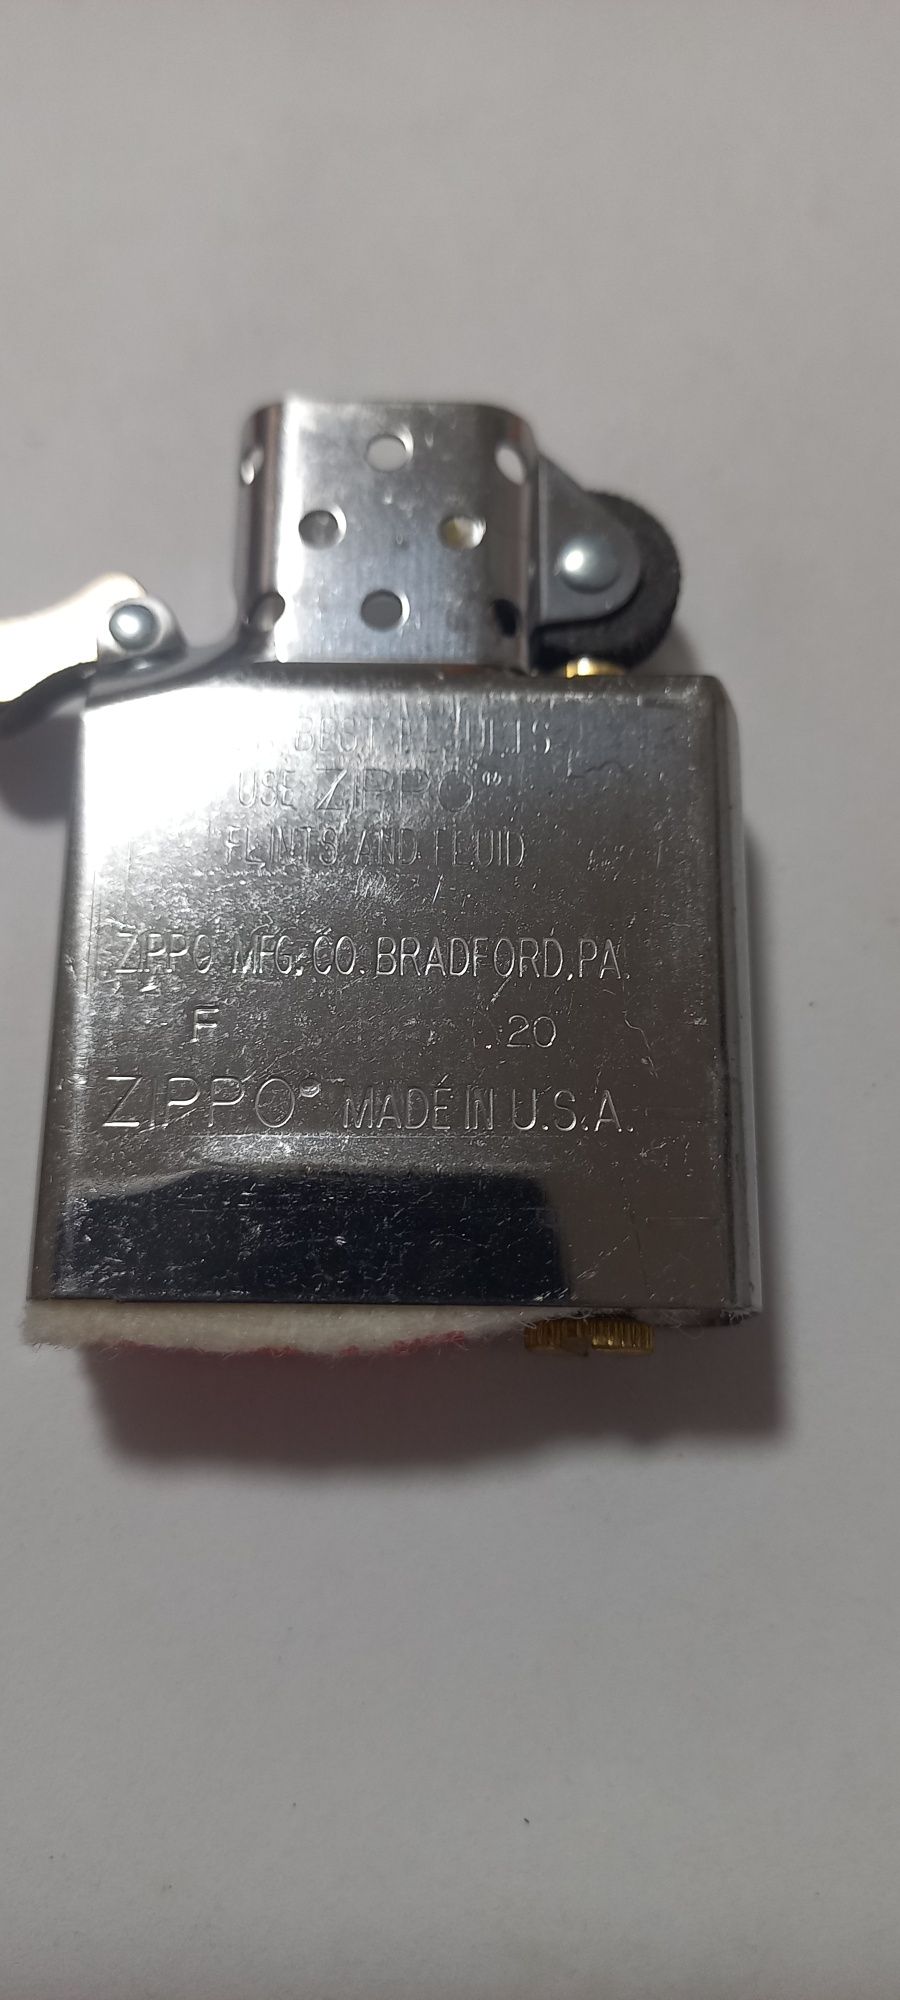 BEST RESULTS
USE ZIPPO®
FLINTS AND FLUID
ZIPPO MFG. CO. BRADFORD, PA.
F 20
ZIPPO® MADE IN U.S.A.